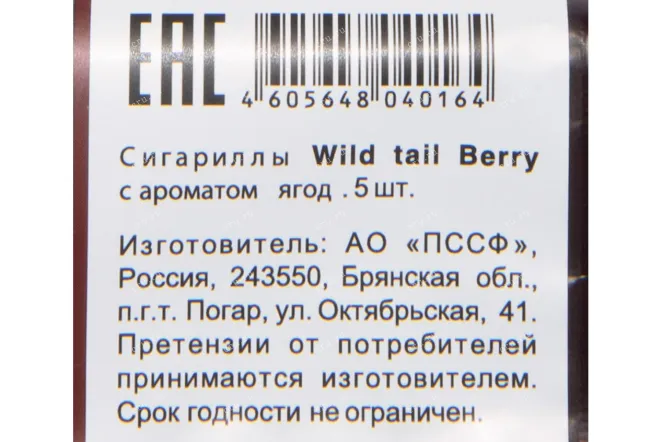 EAC
4 605648 040164
Сигариллы Wild tail Berry
с ароматом ягод . 5 шт.
Изготовитель: АО «ПССФ»,
Россия, 243550, Брянская обл.,
п.г.т. Погар, ул. Октябрьская, 41.
Претензии от потребителей
принимаются изготовителем.
Срок годности не ограничен.